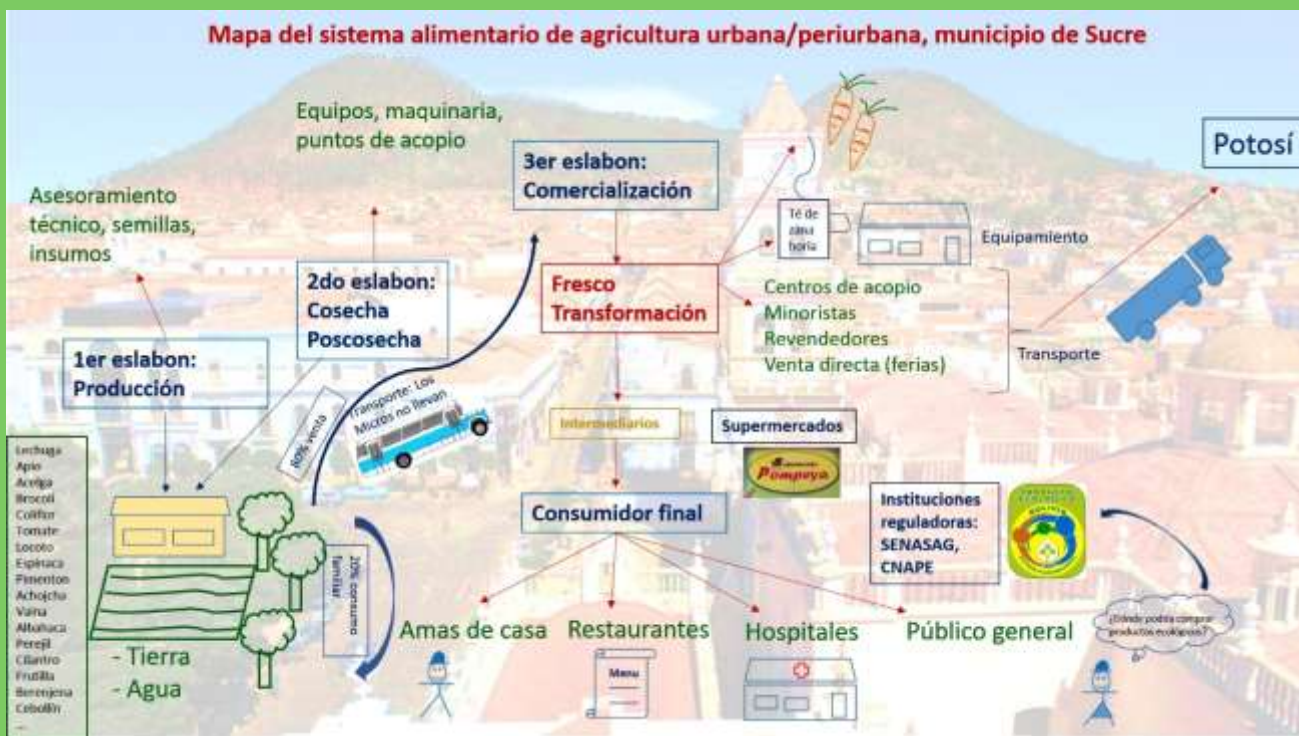 Mapa del sistema alimentario de agricultura urbana/periurbana, municipio de Sucre
Equipos, maquinaria,
puntos de acopio
Asesoramiento
técnico, semillas,
insumos
3er eslabon:
Comercialización
Potosí
2do eslabon:
Cosecha
Poscosecha
1er eslabon:
Producción
Fresco
Transformación
Té de
zana
horia
Equipamiento
Centros de acopio
Minoristas
Revendedores
Venta directa (ferias)
Transporte
80% venta
Transporte: Los
Micros no llevan
Intermediarios
Supermercados
Pompeya
Lechuga
Apio
Acelga
Brocoli
Coliflor
Tomate
Locoto
Espinaca
Pimenton
Achojcha
Vaina
Albahaca
Perejil
Cilantro
Frutilla
Berenjena
Cebollín
...
- Tierra
- Agua
20% consumo
familiar
Consumidor final
Instituciones
reguladoras:
SENASAG,
CNAPE
BOLIVIA
Amas de casa
Restaurantes
Hospitales
Público general
Menu
¿Dónde podría comprar
productos ecológicos?